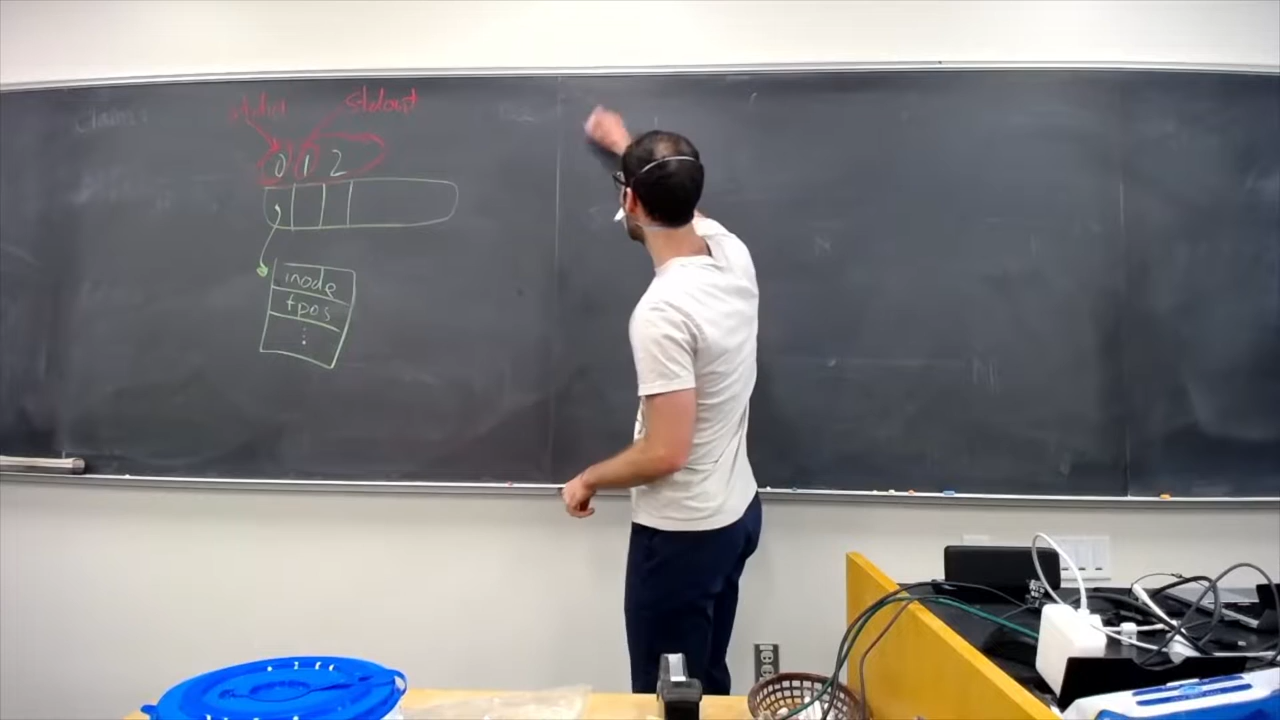 stdin stdout
0 1 2
inode
fpos
⋮